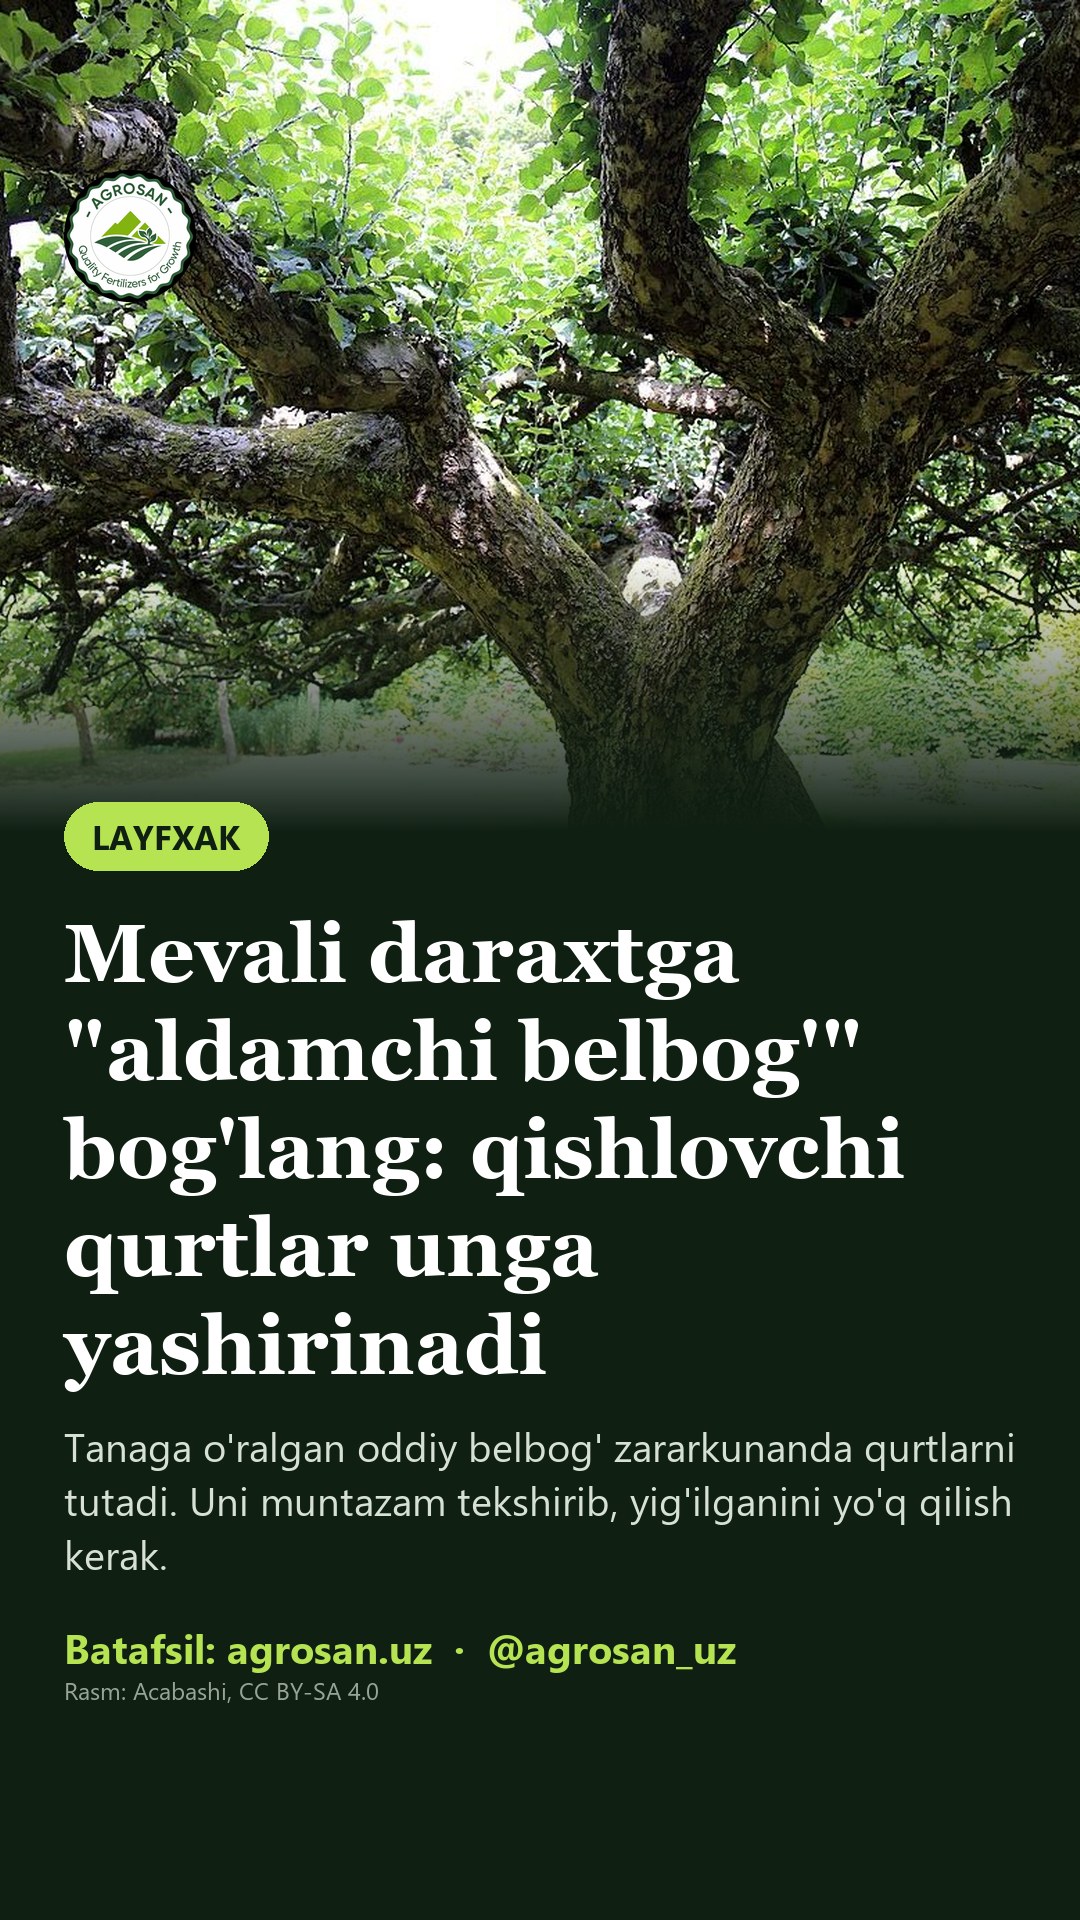 - AGROSAN -
Quality Fertilizers for Growth
LAYFXAK
Mevali daraxtga
"aldamchi belbog'"
bog'lang: qishlovchi
qurtlar unga
yashirinadi
Tanaga o'ralgan oddiy belbog' zararkunanda qurtlarni
tutadi. Uni muntazam tekshirib, yig'ilganini yo'q qilish
kerak.
Batafsil: agrosan.uz · @agrosan_uz
Rasm: Acabashi, CC BY-SA 4.0